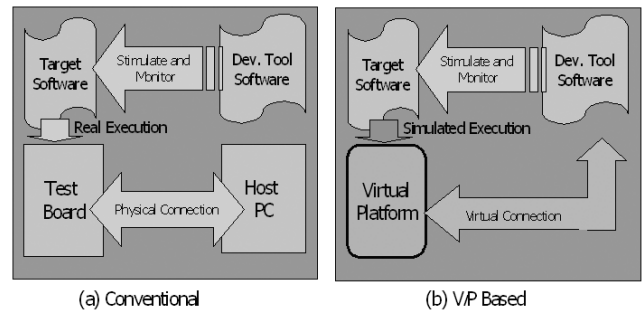 Target
Software
Stimulate and
Monitor
Dev. Tool
Software
Real Execution
Test
Board
Physical Connection
Host
PC
(a) Conventional
Target
Software
Stimulate and
Monitor
Dev. Tool
Software
Simulated Execution
Virtual
Platform
Virtual Connection
(b) V/P Based